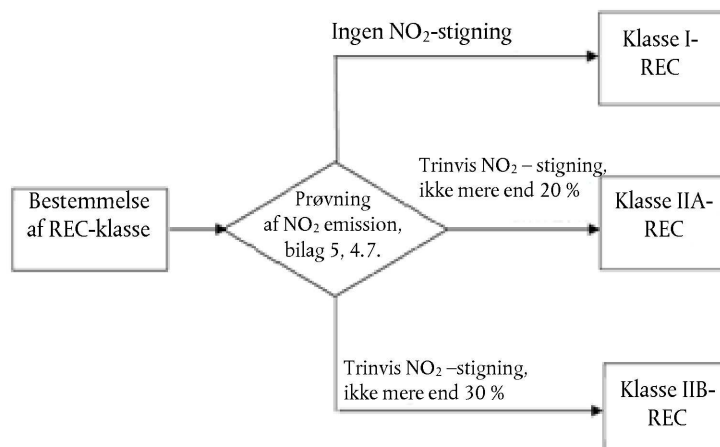 Ingen NO₂-stigning
Klasse I-
REC
Bestemmelse
af REC-klasse
Prøvning
af NO₂ emission,
bilag 5, 4.7.
Trinvis NO₂ – stigning,
ikke mere end 20 %
Klasse IIA-
REC
Trinvis NO₂ –stigning,
ikke mere end 30 %
Klasse IIB-
REC